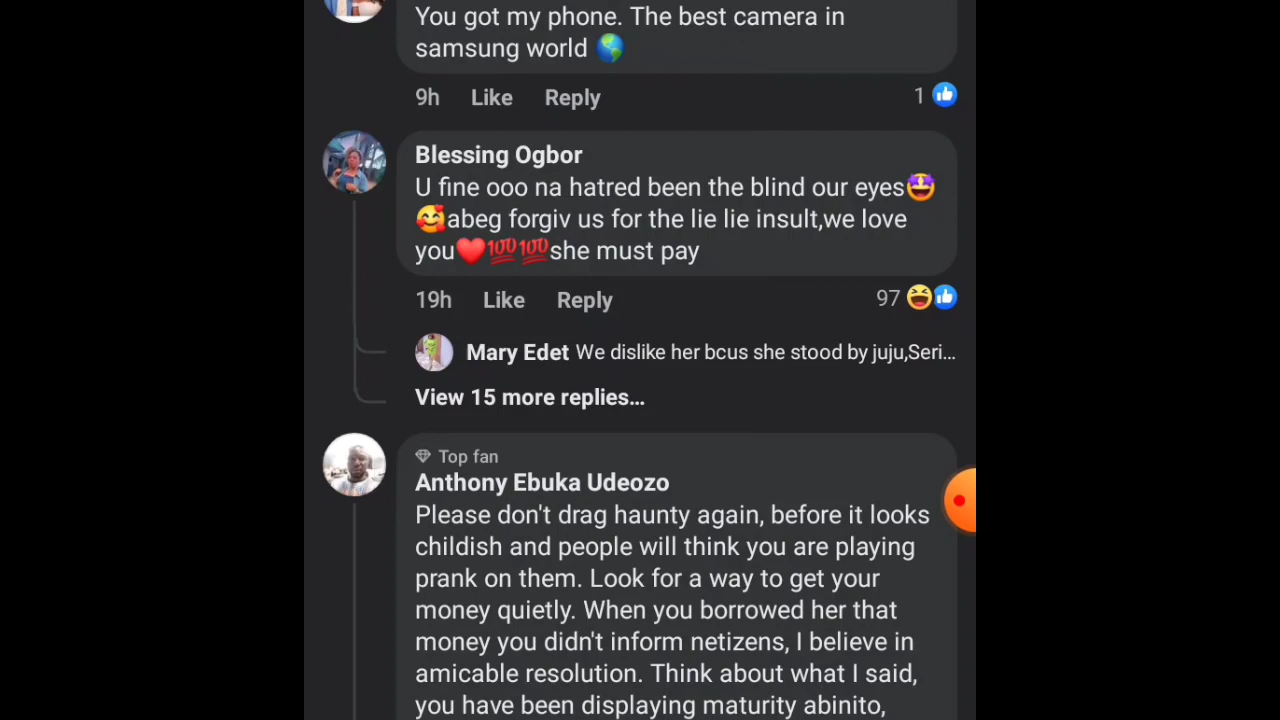 You got my phone. The best camera in
samsung world 🌎
9h Like Reply 1
Blessing Ogbor
U fine ooo na hatred been the blind our eyes🤩
🥰abeg forgiv us for the lie lie insult,we love
you❤️💯💯she must pay
19h Like Reply 97
Mary Edet We dislike her bcus she stood by juju,Seri...
View 15 more replies...
Top fan
Anthony Ebuka Udeozo
Please don't drag haunty again, before it looks
childish and people will think you are playing
prank on them. Look for a way to get your
money quietly. When you borrowed her that
money you didn't inform netizens, I believe in
amicable resolution. Think about what I said,
you have been displaying maturity abinito,